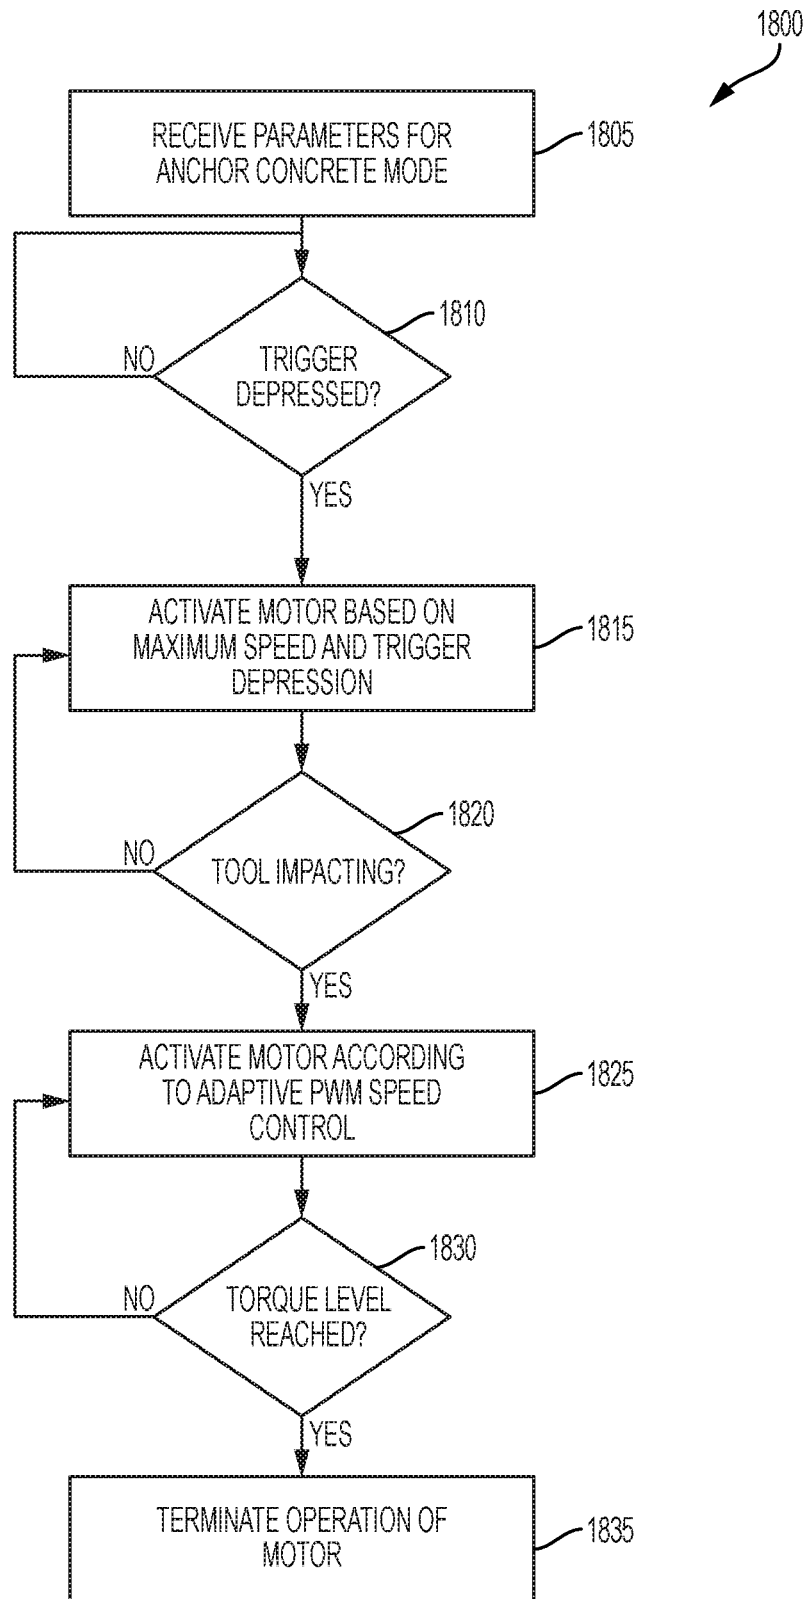 1800
RECEIVE PARAMETERS FOR
ANCHOR CONCRETE MODE
1805
1810
TRIGGER
DEPRESSED?
NO
YES
ACTIVATE MOTOR BASED ON
MAXIMUM SPEED AND TRIGGER
DEPRESSION
1815
1820
TOOL IMPACTING?
NO
YES
ACTIVATE MOTOR ACCORDING
TO ADAPTIVE PWM SPEED
CONTROL
1825
1830
TORQUE LEVEL
REACHED?
NO
YES
TERMINATE OPERATION OF
MOTOR
1835